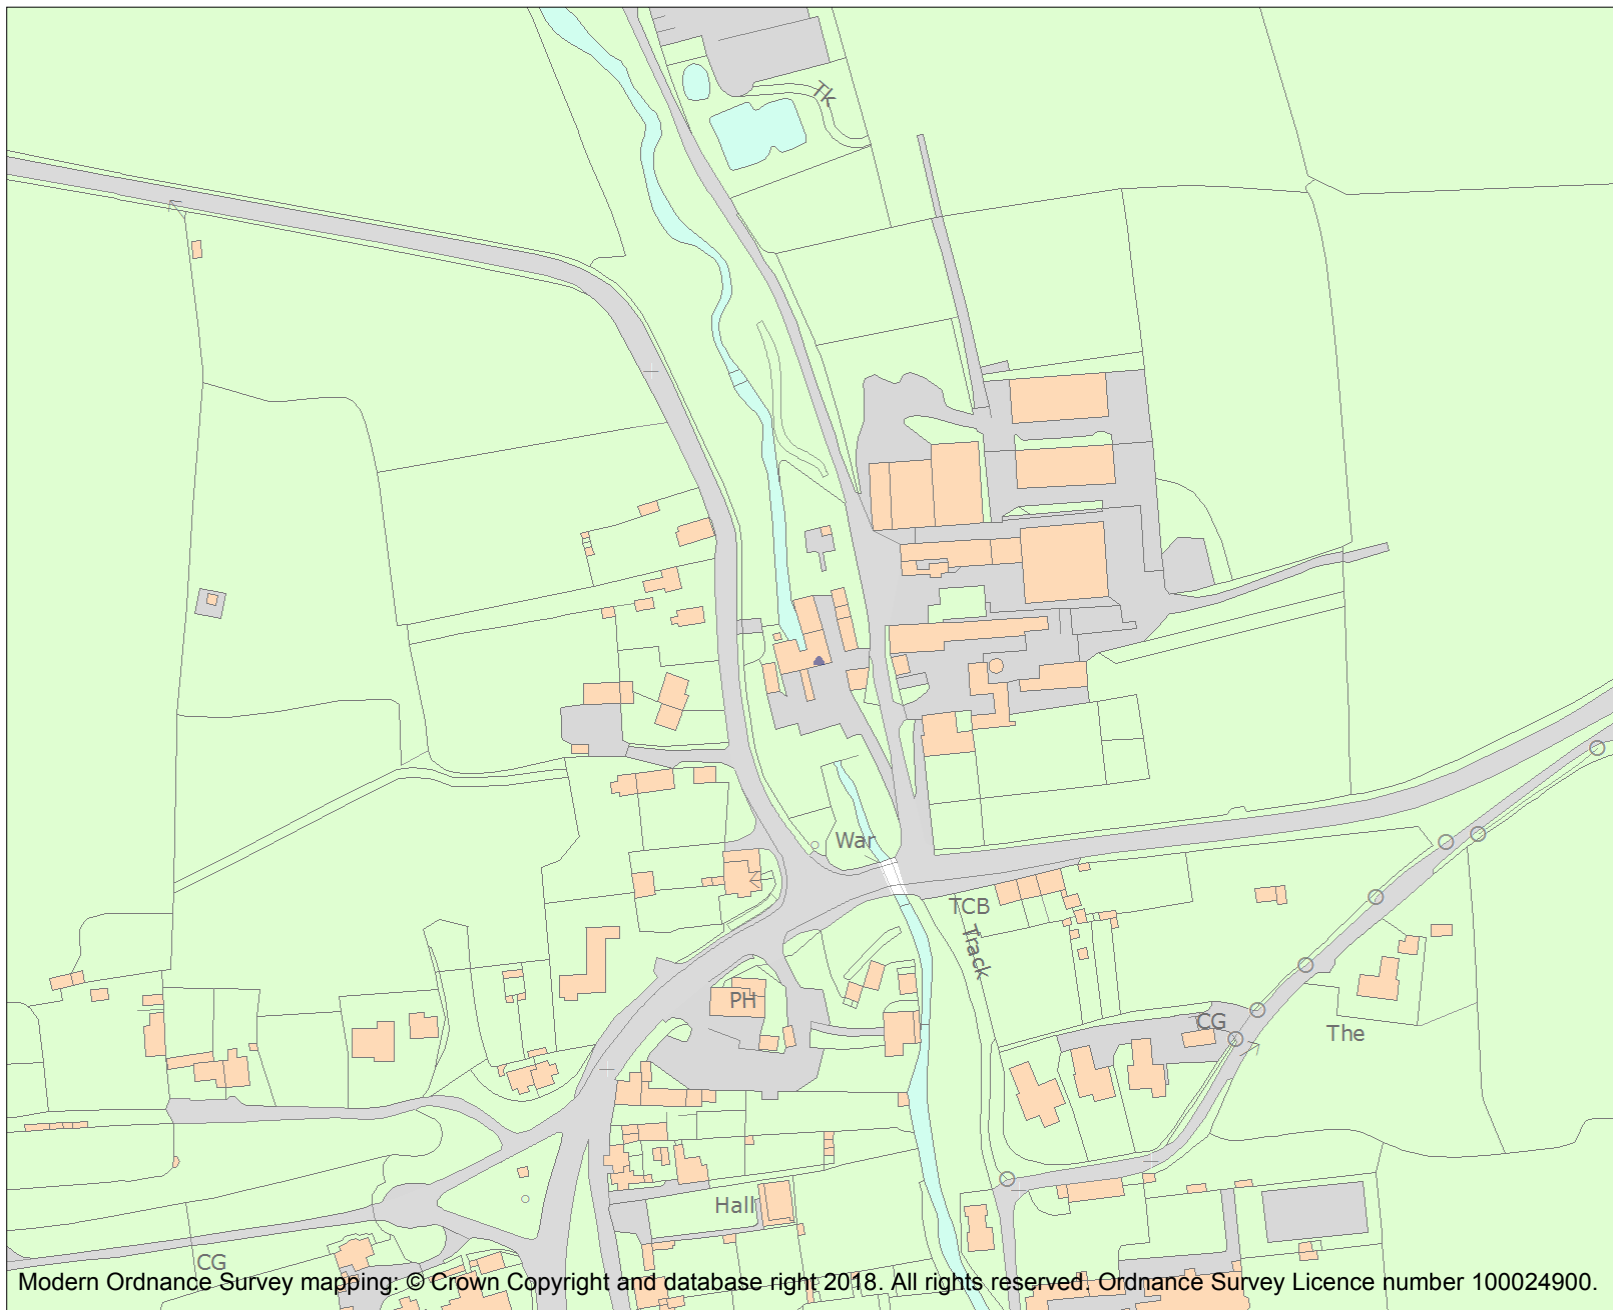 Tk
War
TCB
Track
PH
CG
The
Hall
CG
Modern Ordnance Survey mapping: © Crown Copyright and database right 2018. All rights reserved. Ordnance Survey Licence number 100024900.